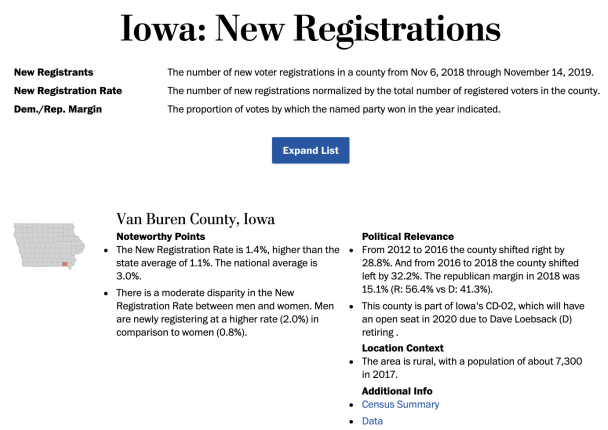 Iowa: New Registrations
New Registrants The number of new voter registrations in a county from Nov 6, 2018 through November 14, 2019.
New Registration Rate The number of new registrations normalized by the total number of registered voters in the county.
Dem./Rep. Margin The proportion of votes by which the named party won in the year indicated.
Expand List
Van Buren County, Iowa
Noteworthy Points
• The New Registration Rate is 1.4%, higher than the
state average of 1.1%. The national average is
3.0%.
• There is a moderate disparity in the New
Registration Rate between men and women. Men
are newly registering at a higher rate (2.0%) in
comparison to women (0.8%).
Political Relevance
• From 2012 to 2016 the county shifted right by
28.8%. And from 2016 to 2018 the county shifted
left by 32.2%. The republican margin in 2018 was
15.1% (R: 56.4% vs D: 41.3%).
• This county is part of Iowa's CD-02, which will have
an open seat in 2020 due to Dave Loebsack (D)
retiring .
Location Context
• The area is rural, with a population of about 7,300
in 2017.
Additional Info
• Census Summary
• Data